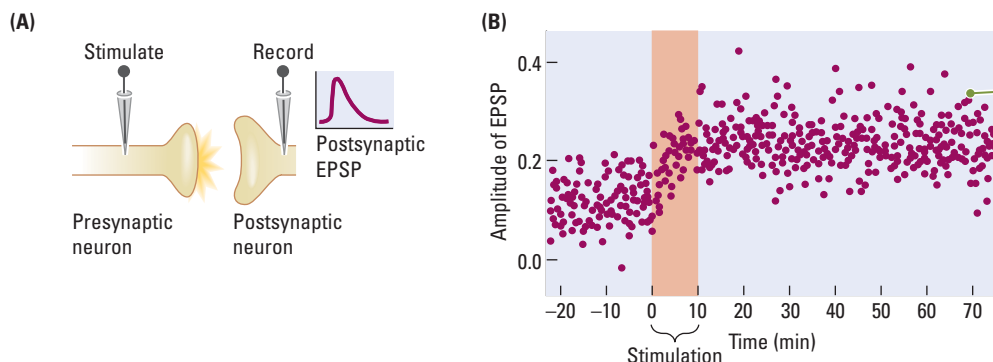 (A)
Stimulate
Record
Postsynaptic
EPSP
Presynaptic
neuron
Postsynaptic
neuron
(B)
Amplitude of EPSP
0.4
0.2
0.0
–20 –10 0 10 20 30 40 50 60 70
Time (min)
Stimulation